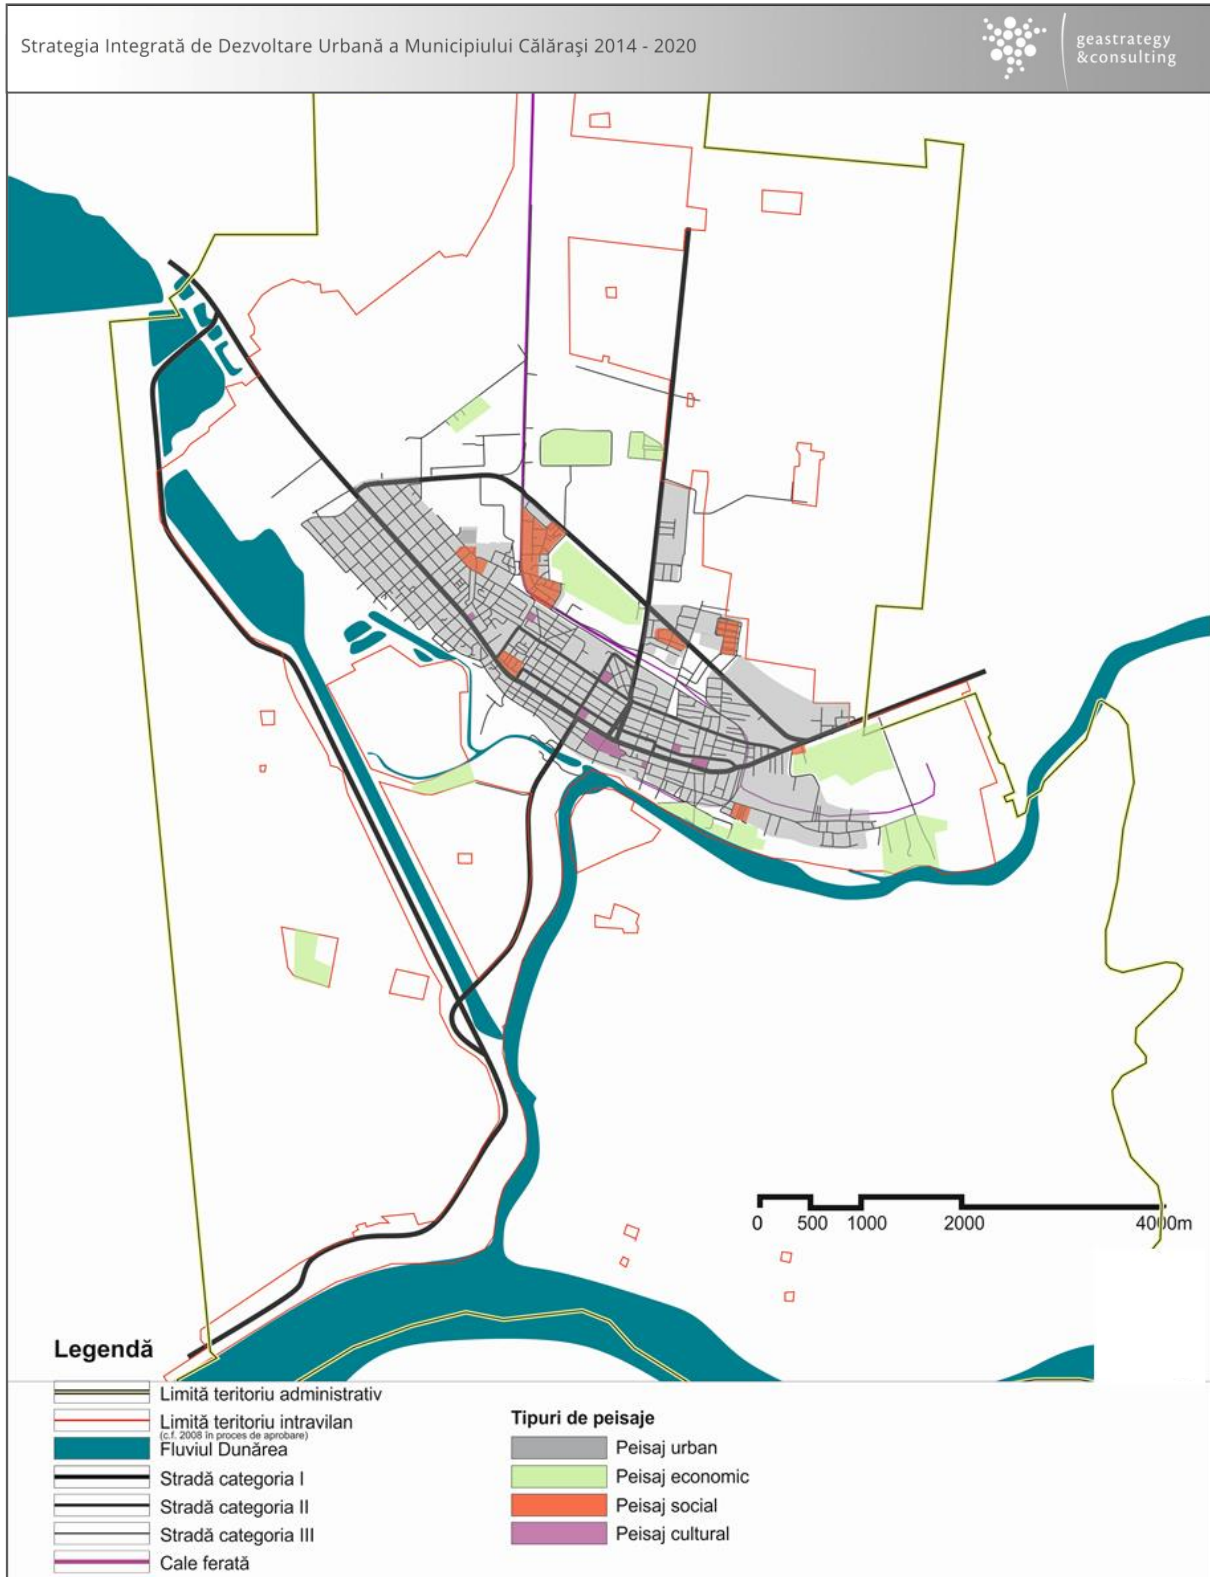 Strategia Integrată de Dezvoltare Urbană a Municipiului Călărași 2014 - 2020
geastrategy
&consulting
0 500 1000 2000 4000m
Legendă
Limită teritoriu administrativ
Limită teritoriu intravilan
(c.f. 2008 în proces de aprobare)
Fluviul Dunărea
Stradă categoria I
Stradă categoria II
Stradă categoria III
Cale ferată
Tipuri de peisaje
Peisaj urban
Peisaj economic
Peisaj social
Peisaj cultural